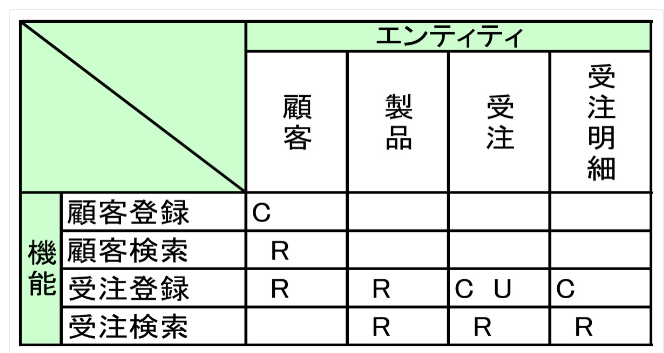 エンティティ
顧客 製品 受注 受注明細
機能
顧客登録 C
顧客検索 R
受注登録 R R C U C
受注検索 R R R